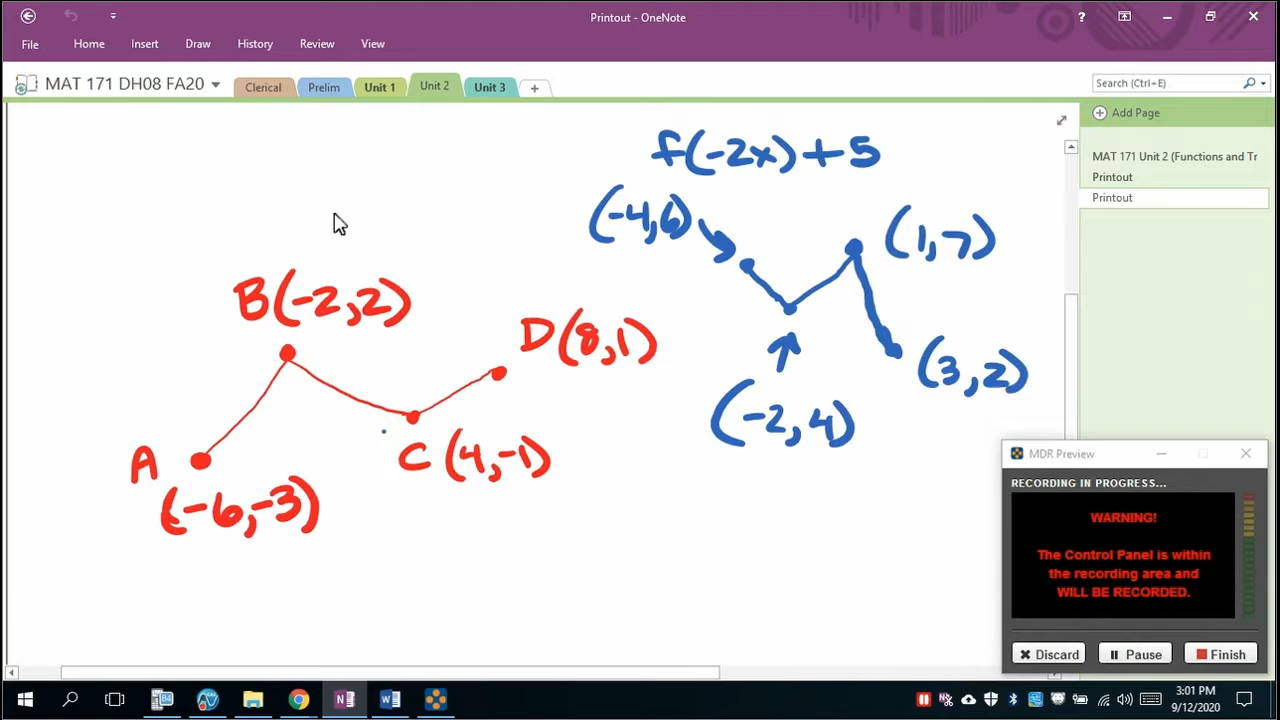 Printout - OneNote
?
File
Home
Insert
Draw
History
Review
View
MAT 171 DH08 FA20
Clerical
Prelim
Unit 1
Unit 2
Unit 3
Search (Ctrl+E)
Add Page
MAT 171 Unit 2 (Functions and Tr
Printout
Printout
f(-2x)+5
(-4,6)
(1,7)
B(-2,2)
D(8,1)
(3,2)
(-2,4)
C (4,-1)
A
(-6,-3)
MDR Preview
RECORDING IN PROGRESS...
WARNING!
The Control Panel is within
the recording area and
WILL BE RECORDED.
Discard
Pause
Finish
3:01 PM
9/12/2020